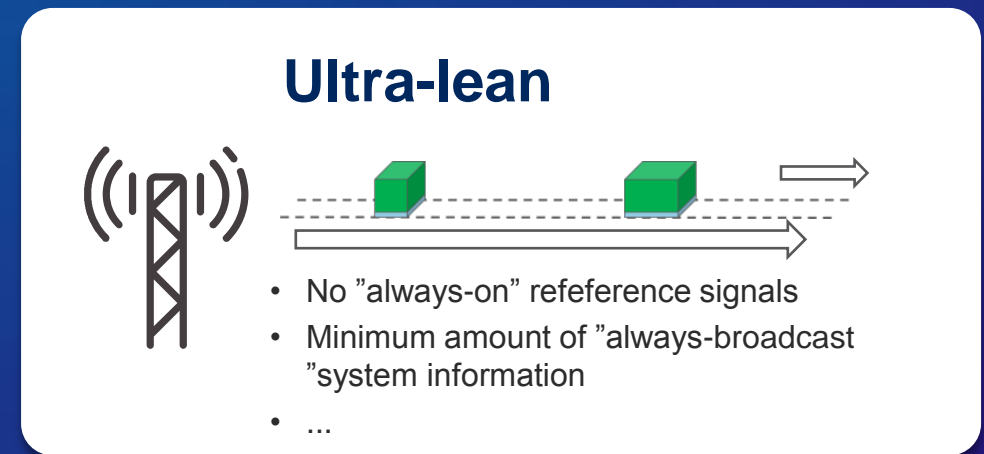 Ultra-lean
• No ”always-on” refeference signals
• Minimum amount of ”always-broadcast
”system information
• ...